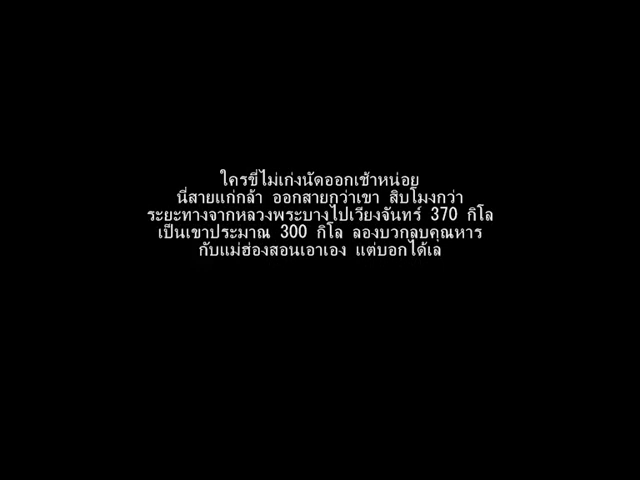 ใครขี่ไม่เก่งนัดออกเช้าหน่อย
นี่สายแก่กล้า ออกสายกว่าเขา สิบโมงกว่า
ระยะทางจากหลวงพระบางไปเวียงจันทร์ 370 กิโล
เป็นเขาประมาณ 300 กิโล ลองบวกลบคุณหาร
กับแม่ฮ่องสอนเอาเอง แต่บอกได้เล่